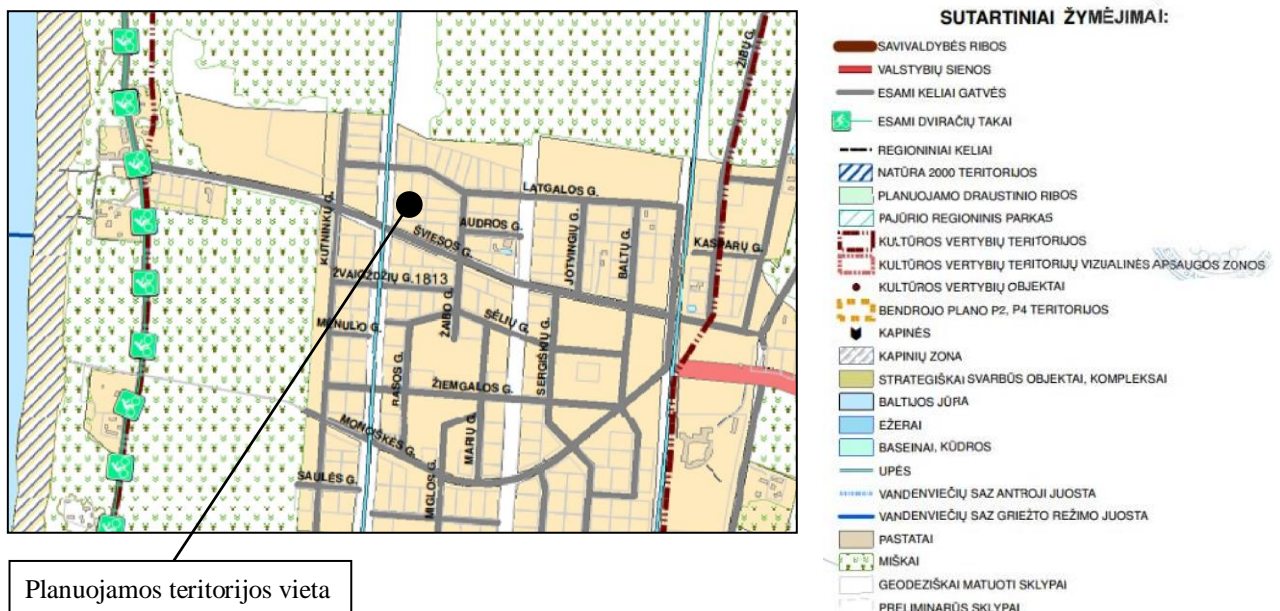 ŽIBŲ G.
LATGALOS G.
KUTNINKŲ G.
AUDROS G.
ŠVIESOS G.
JOTVINGIŲ G.
BALTŲ G.
KASPARŲ G.
ŽVAIGŽDŽIŲ G.1813
MĖNULIO G.
ŽAIBO G.
SĖLIŲ G.
SERGIŠKIŲ G.
RASOS G.
ŽIEMGALOS G.
MONOŠKĖS G.
MARIŲ G.
SAULĖS G.
MIGLOS G.
Planuojamos teritorijos vieta
SUTARTINIAI ŽYMĖJIMAI:
SAVIVALDYBĖS RIBOS
VALSTYBIŲ SIENOS
ESAMI KELIAI GATVĖS
ESAMI DVIRAČIŲ TAKAI
REGIONINIAI KELIAI
NATŪRA 2000 TERITORIJOS
PLANUOJAMO DRAUSTINIO RIBOS
PAJŪRIO REGIONINIS PARKAS
KULTŪROS VERTYBIŲ TERITORIJOS
KULTŪROS VERTYBIŲ TERITORIJŲ VIZUALINĖS APSAUGOS ZONOS
KULTŪROS VERTYBIŲ OBJEKTAI
BENDROJO PLANO P2, P4 TERITORIJOS
KAPINĖS
KAPINIŲ ZONA
STRATEGIŠKAI SVARBŪS OBJEKTAI, KOMPLEKSAI
BALTIJOS JŪRA
EŽERAI
BASEINAI, KŪDROS
UPĖS
VANDENVIEČIŲ SAZ ANTROJI JUOSTA
VANDENVIEČIŲ SAZ GRIEŽTO REŽIMO JUOSTA
PASTATAI
MIŠKAI
GEODEZIŠKAI MATUOTI SKLYPAI
PRELIMINARŪS SKLYPAI